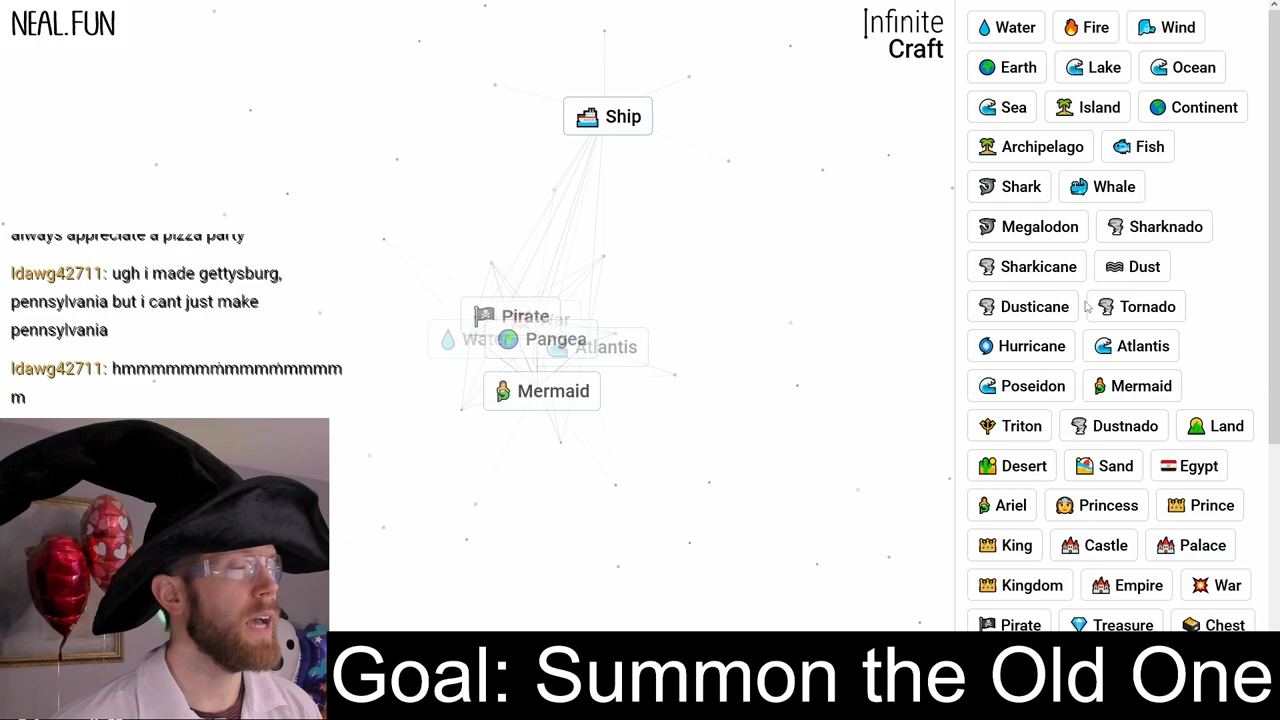 NEAL.FUN
Infinite
Craft
Ship
always appreciate a pizza party
ldawg42711: ugh i made gettysburg,
pennsylvania but i cant just make
pennsylvania
ldawg42711: hmmmmmmmmmmmmmmm
m
Pirate
War
Water
Pangea
Atlantis
Mermaid
Water Fire Wind
Earth Lake Ocean
Sea Island Continent
Archipelago Fish
Shark Whale
Megalodon Sharknado
Sharkicane Dust
Dusticane Tornado
Hurricane Atlantis
Poseidon Mermaid
Triton Dustnado Land
Desert Sand Egypt
Ariel Princess Prince
King Castle Palace
Kingdom Empire War
Pirate Treasure Chest
Goal: Summon the Old One